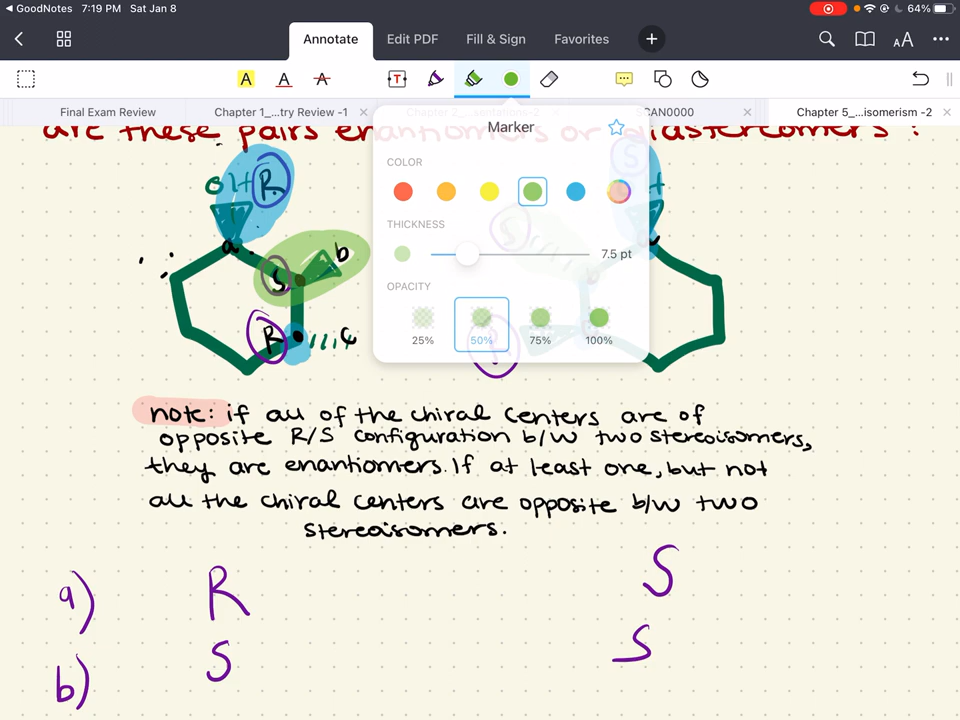 GoodNotes 7:19 PM Sat Jan 8 64%
Annotate Edit PDF Fill & Sign Favorites
Final Exam Review Chapter 1_...try Review -1 SCAN0000 Chapter 5_...isomerism -2
are these pairs enantiomers or diastereomers?
Marker
COLOR
THICKNESS
7.5 pt
OPACITY
25% 50% 75% 100%
OH R S
a b
S S
R c R
note: if all of the chiral centers are of
opposite R/S configuration b/w two stereoisomers,
they are enantiomers. If at least one, but not
all the chiral centers are opposite b/w two
stereoisomers.
a) R S
b) S S